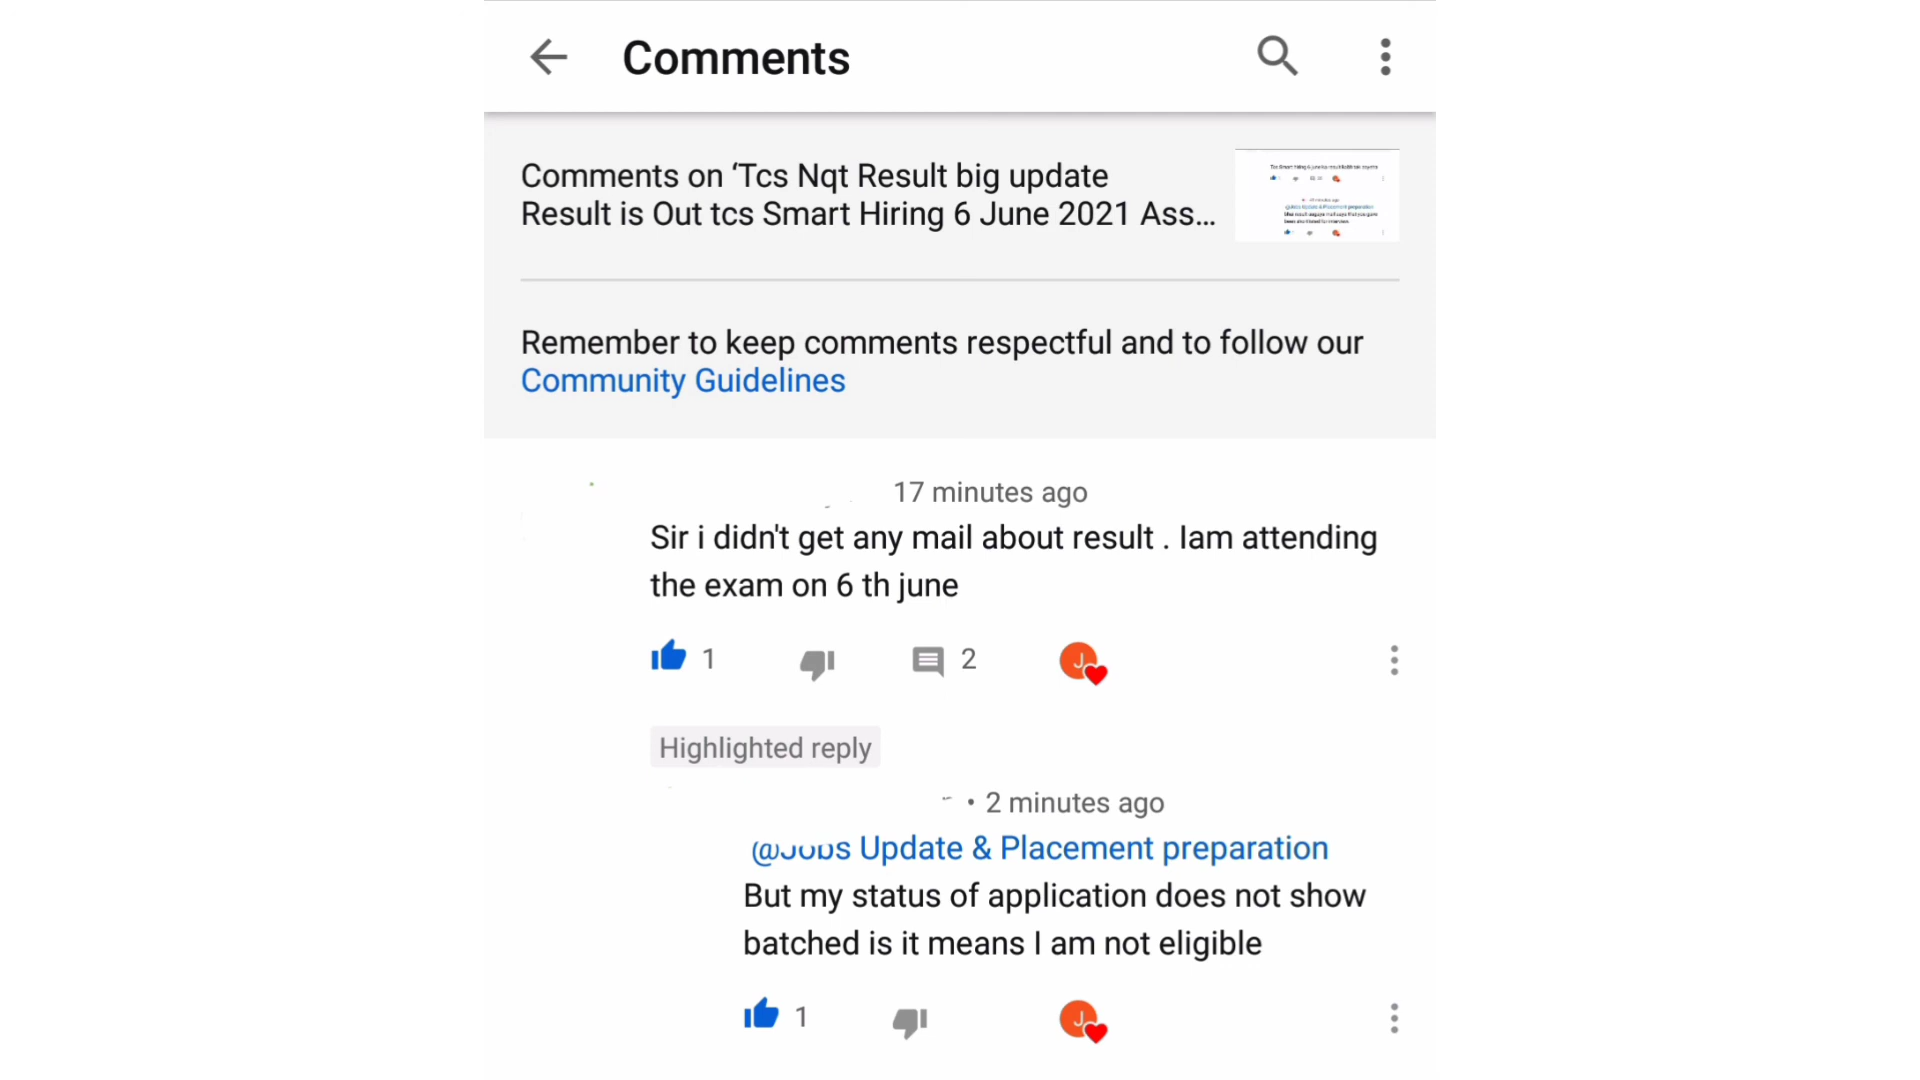 Comments
Comments on ‘Tcs Nqt Result big update
Result is Out tcs Smart Hiring 6 June 2021 Ass...
Remember to keep comments respectful and to follow our
Community Guidelines
17 minutes ago
Sir i didn't get any mail about result . Iam attending
the exam on 6 th june
1 2
Highlighted reply
• 2 minutes ago
@Jobs Update & Placement preparation
But my status of application does not show
batched is it means I am not eligible
1